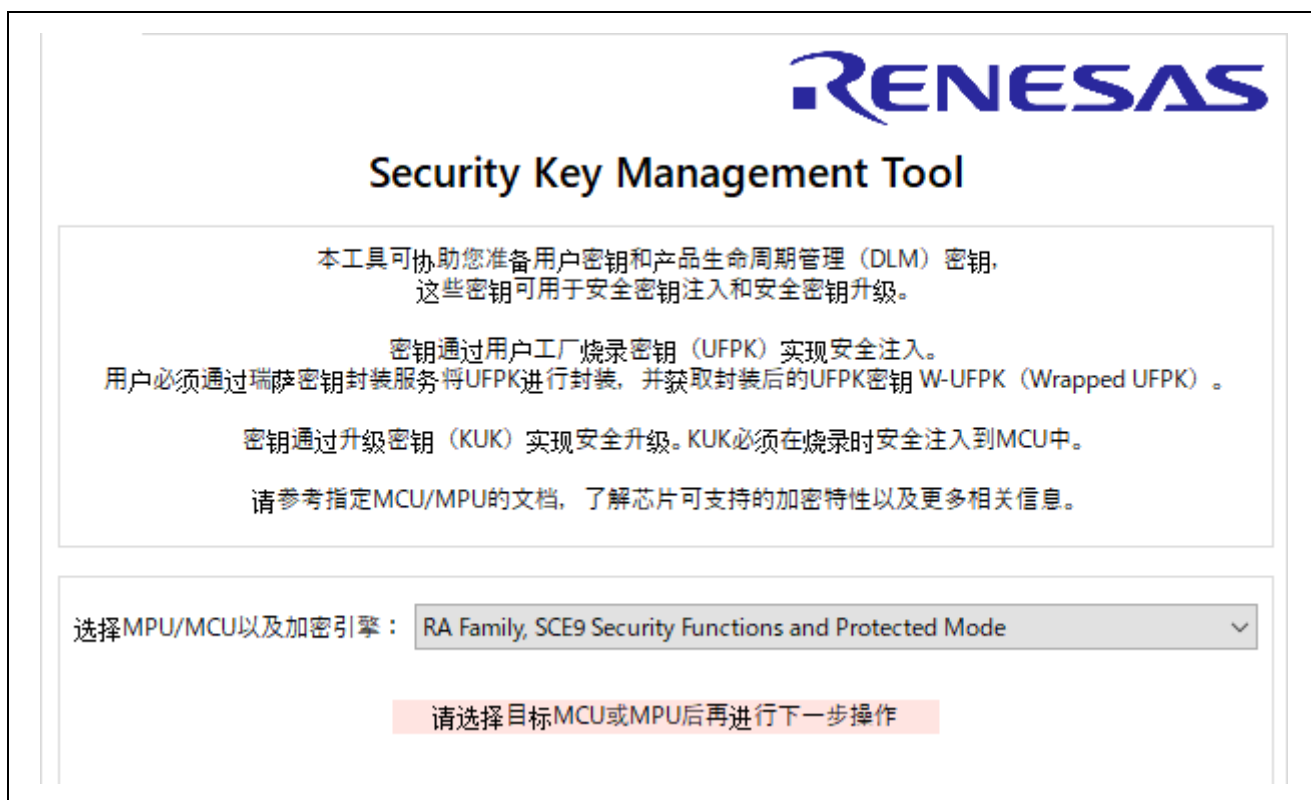 RENESAS
Security Key Management Tool
本工具可协助您准备用户密钥和产品生命周期管理（DLM）密钥,
这些密钥可用于安全密钥注入和安全密钥升级。
密钥通过用户工厂烧录密钥（UFPK）实现安全注入。
用户必须通过瑞萨密钥封装服务将UFPK进行封装, 并获取封装后的UFPK密钥 W-UFPK（Wrapped UFPK）。
密钥通过升级密钥（KUK）实现安全升级。KUK必须在烧录时安全注入到MCU中。
请参考指定MCU/MPU的文档, 了解芯片可支持的加密特性以及更多相关信息。
选择MPU/MCU以及加密引擎： RA Family, SCE9 Security Functions and Protected Mode
请选择目标MCU或MPU后再进行下一步操作